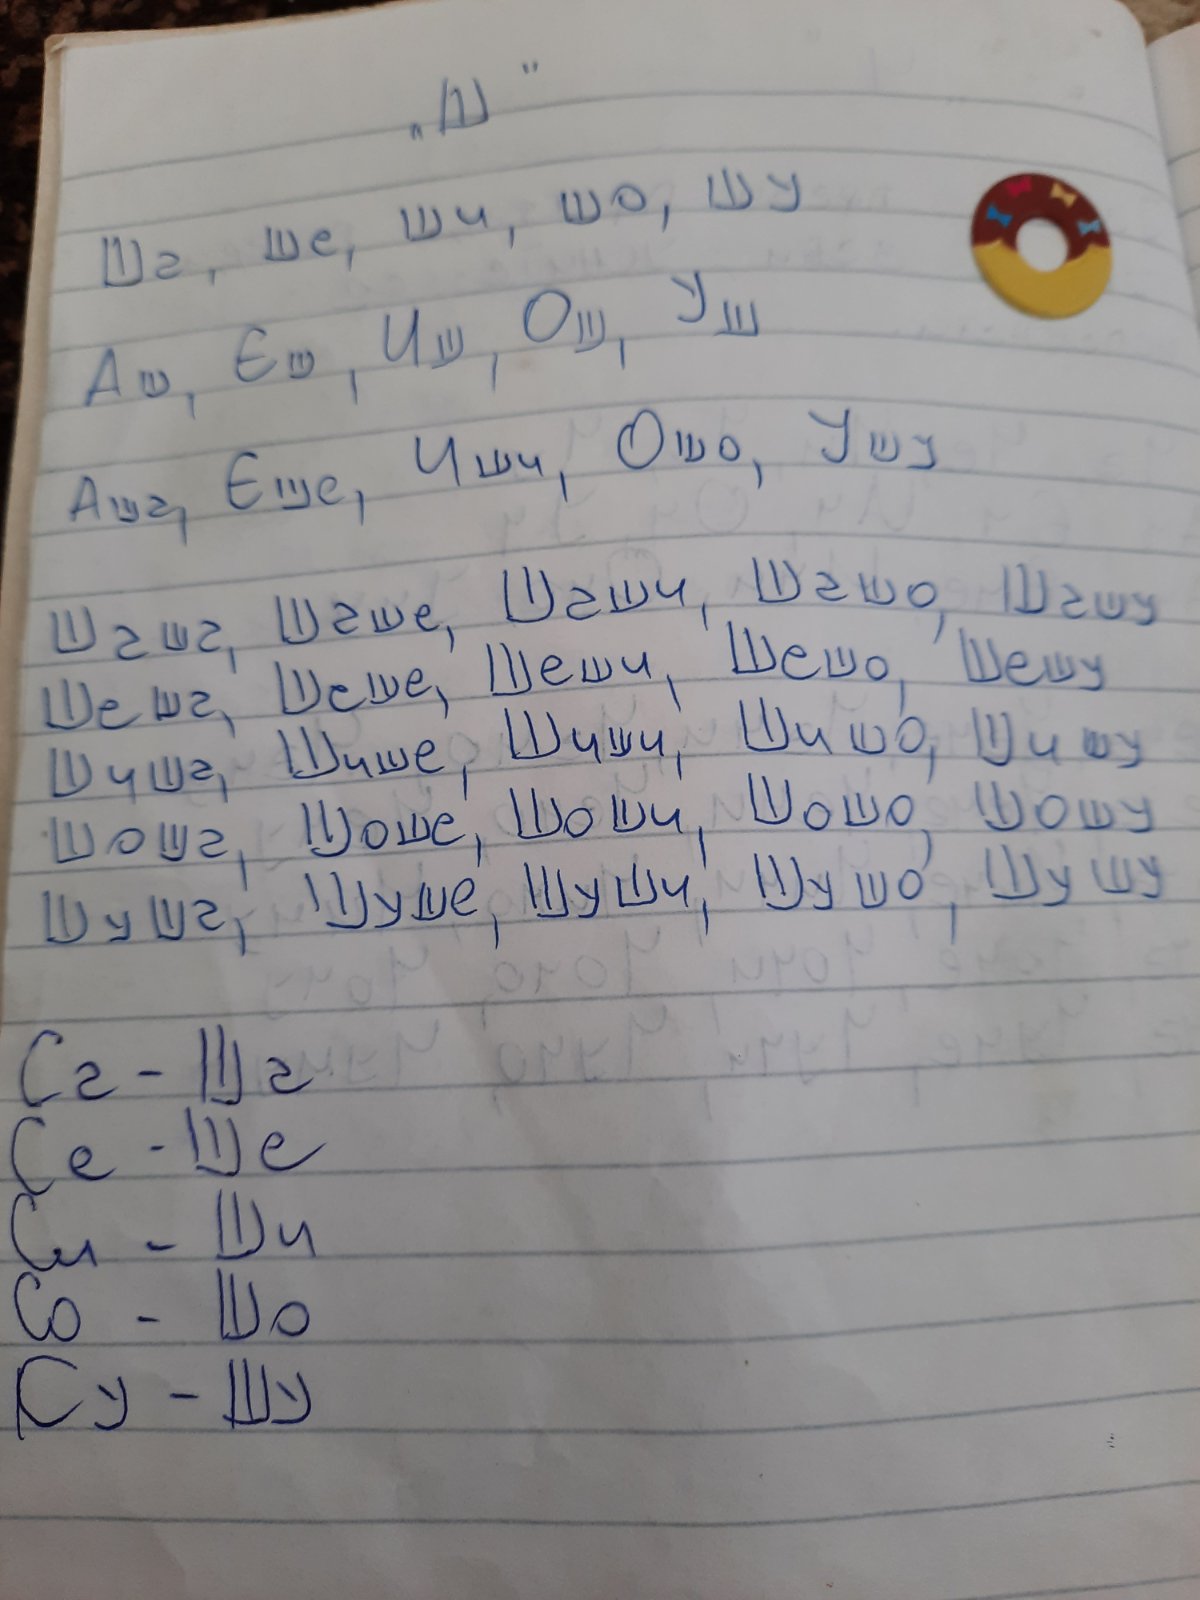 „Ш"
Ша, ше, ши, шо, шу
Аш, Еш, Иш, Ош, Уш
Аша, Еше, Иши, Ошо, Ушу
Шаша, Шаше, Шаши, Шашо, Шашу
Шеша, Шеше, Шеши, Шешо, Шешу
Шиша, Шише, Шиши, Шишо, Шишу
Шоша, Шоше, Шоши, Шошо, Шошу
Шуша, Шуше, Шуши, Шушо, Шушу
Са - Ша
Се - Ше
Си - Ши
Со - Шо
Су - Шу